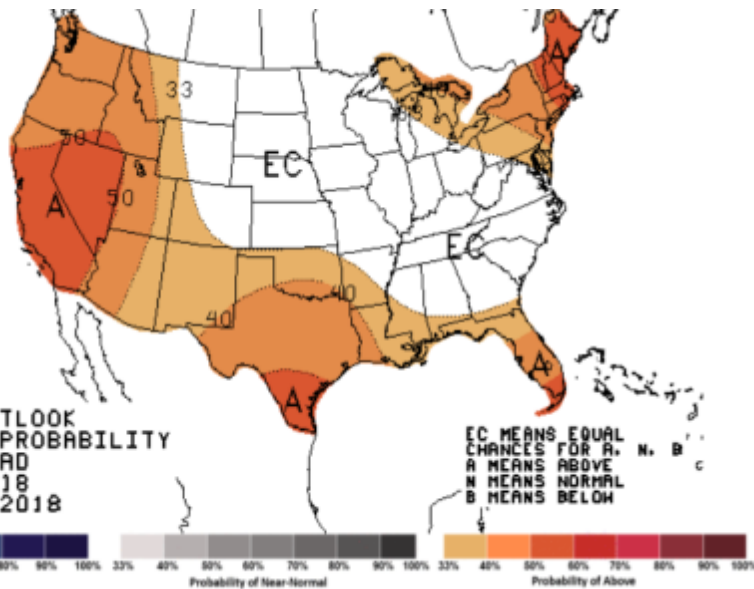 A
33
50
EC
50
A
EC
40
40
A
A
TLOOK
PROBABILITY
AD
18
2018
EC MEANS EQUAL
CHANCES FOR A, N, B
A MEANS ABOVE
N MEANS NORMAL
B MEANS BELOW
C
80% 90% 100% 33% 40% 50% 60% 70% 80% 90% 100% 33% 40% 50% 60% 70% 80% 90% 100%
Probability of Near-Normal
Probability of Above